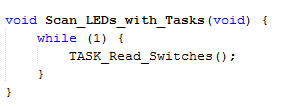 void Scan_LEDs_with_Tasks(void) {
while (1) {
TASK_Read_Switches();
}
}